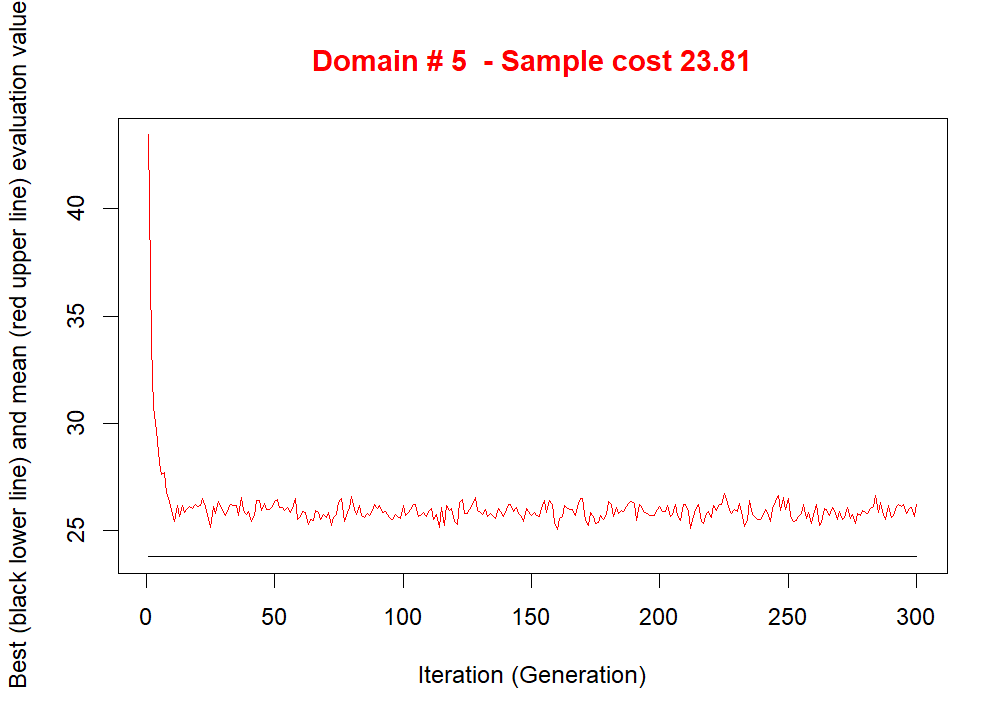 Domain # 5  - Sample cost 23.81
Best (black lower line) and mean (red upper line) evaluation value
40
35
30
25
0 50 100 150 200 250 300
Iteration (Generation)